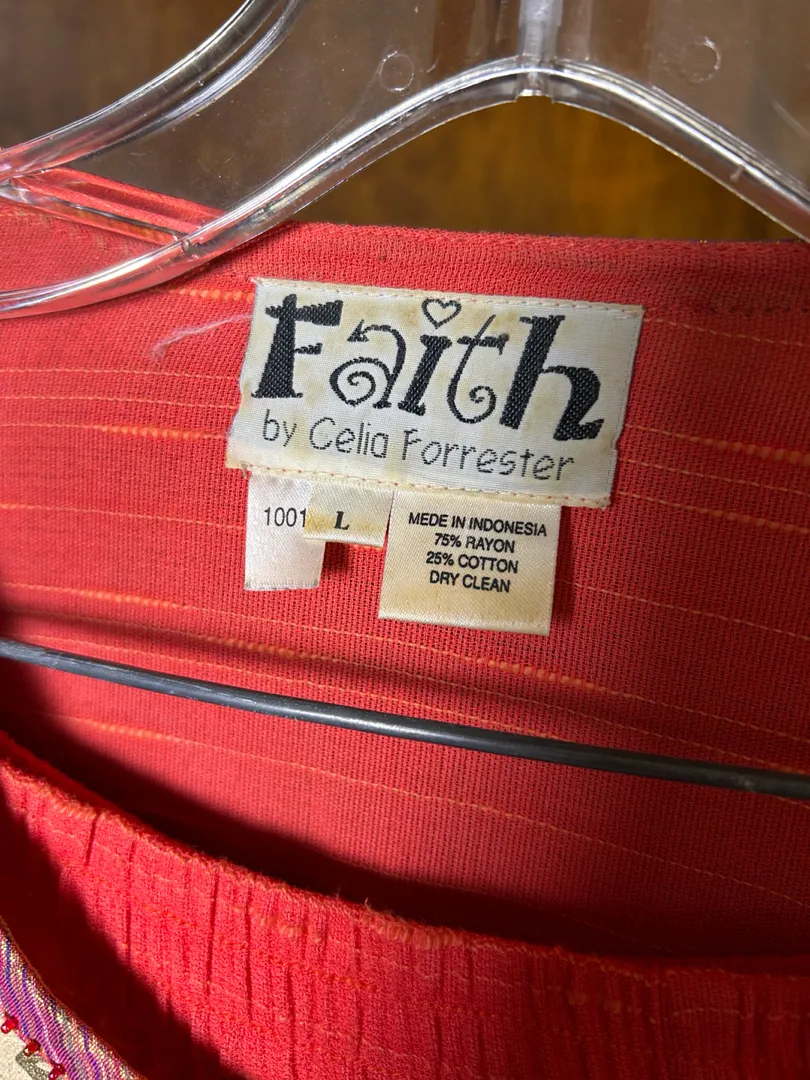 Faith
by Celia Forrester
1001
L
MEDE IN INDONESIA
75% RAYON
25% COTTON
DRY CLEAN